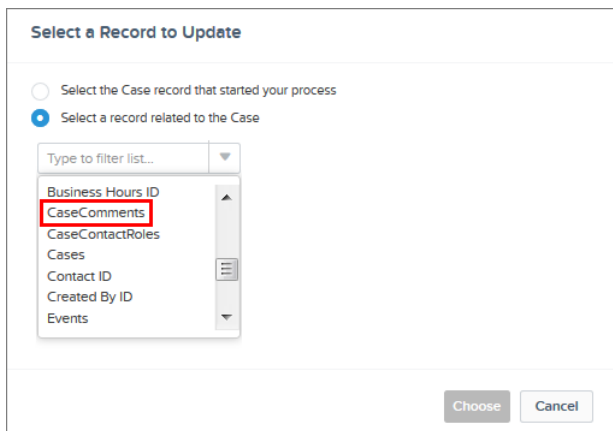 Select a Record to Update
Select the Case record that started your process
Select a record related to the Case
Type to filter list...
Business Hours ID
CaseComments
CaseContactRoles
Cases
Contact ID
Created By ID
Events
Choose
Cancel